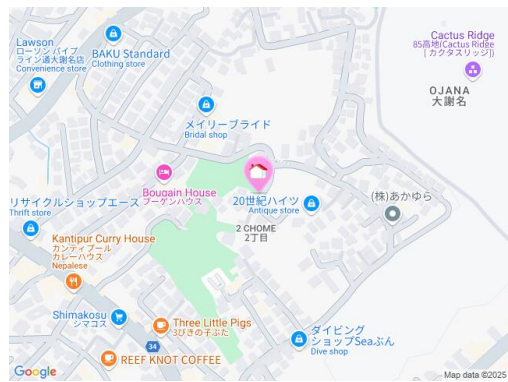 Lawson
ローソン パイプ
ライン通大謝名店
Convenience store
BAKU Standard
Clothing store
Cactus Ridge
85高地(Cactus Ridge
[ カクタスリッジ])
OJANA
大謝名
メイリーブライド
Bridal shop
Bougain House
ブーゲンハウス
リサイクルショップエース
Thrift store
20世紀ハイツ
Antique store
(株)あかゆら
2 CHOME
2丁目
Kantipur Curry House
カンティプール
カレーハウス
Nepalese
Shimakosu
シマコス
Three Little Pigs
3びきの子ぶた
34
REEF KNOT COFFEE
ダイビング
ショップSeaぶん
Dive shop
Google
Map data ©2025